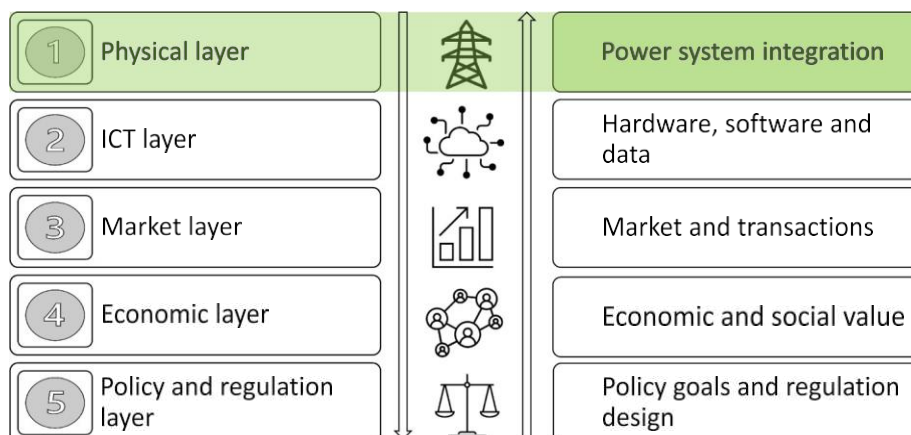 1
Physical layer
Power system integration
2
ICT layer
Hardware, software and
data
3
Market layer
Market and transactions
4
Economic layer
Economic and social value
5
Policy and regulation
layer
Policy goals and regulation
design